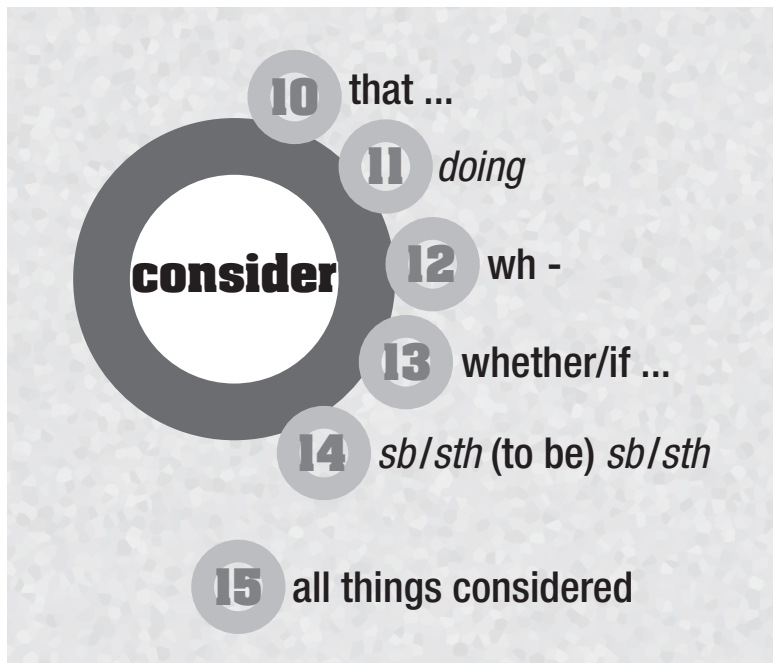 10 that ...
11 doing
consider
12 wh -
13 whether/if ...
14 sb/sth (to be) sb/sth
15 all things considered